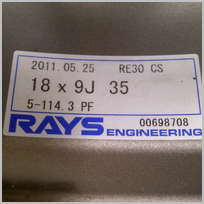 2011.05.25 RE30 CS
18 x 9J 35
5-114.3 PF
00698708
RAYS ENGINEERING